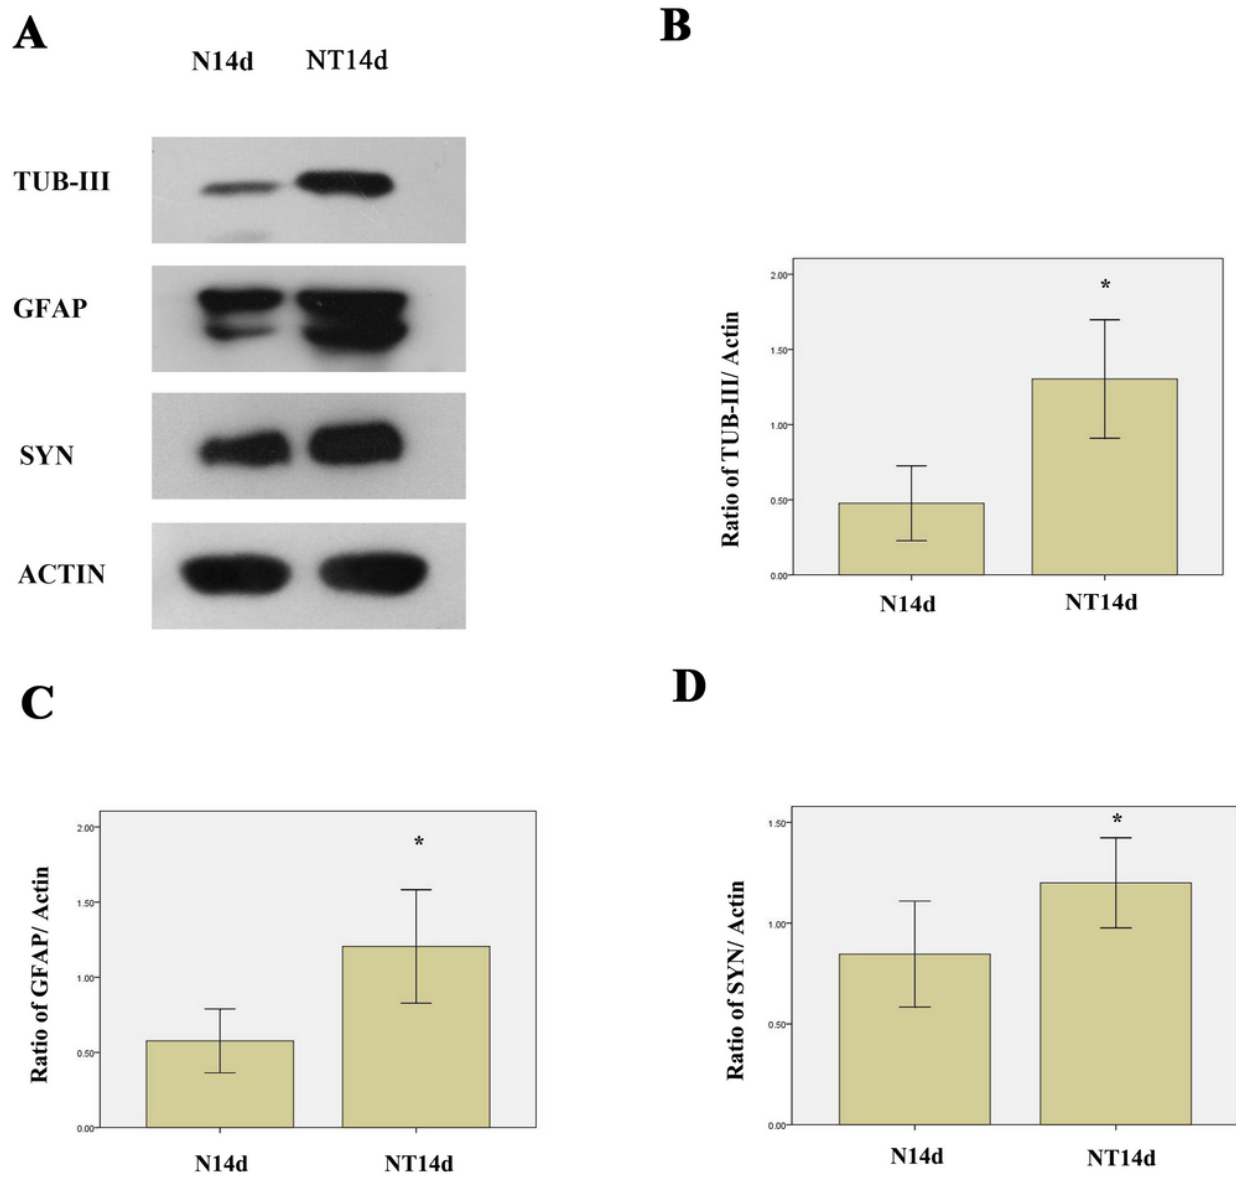 A
N14d NT14d
TUB-III
GFAP
SYN
ACTIN
B
Ratio of TUB-III/ Actin
2.00
1.50
1.00
0.50
0.00
*
N14d NT14d
C
Ratio of GFAP/ Actin
2.00
1.50
1.00
0.50
0.00
*
N14d NT14d
D
Ratio of SYN/ Actin
1.50
1.00
0.50
0.00
*
N14d NT14d